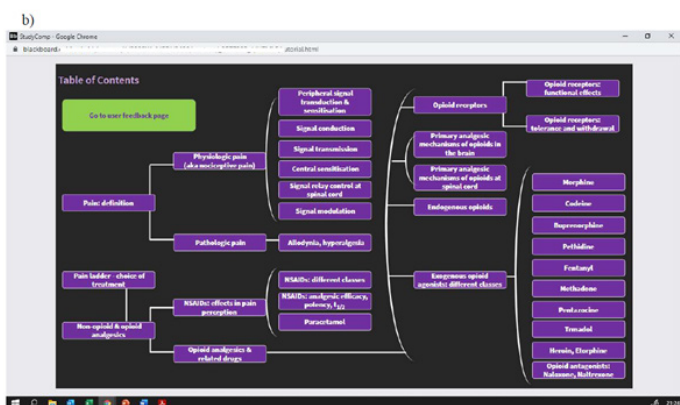 b)
StudyComp - Google Chrome
blackboard.
Table of Contents
Go to user feedback page
Pain: definition
Physiologic pain
(aka nociceptive pain)
Pathologic pain
Peripheral signal
transduction &
sensitisation
Signal conduction
Signal transmission
Central sensitisation
Signal relay control at
spinal cord
Signal modulation
Allodynia, hyperalgesia
Pain ladder - choice of
treatment
Non-opioid & opioid
analgesics
NSAIDs: effects in pain
perception
Opioid analgesics &
related drugs
NSAIDs: different classes
NSAIDs: analgesic efficacy,
potency, t1/2
Paracetamol
Opioid receptors
Opioid receptors:
functional effects
Opioid receptors:
tolerance and withdrawal
Primary analgesic
mechanisms of opioids in
the brain
Primary analgesic
mechanisms of opioids at
spinal cord
Endogenous opioids
Exogenous opioid
agonists: different classes
Morphine
Codeine
Buprenorphine
Pethidine
Fentanyl
Methadone
Pentazocine
Tramadol
Heroin, Etorphine
Opioid antagonists:
Naloxone, Naltrexone